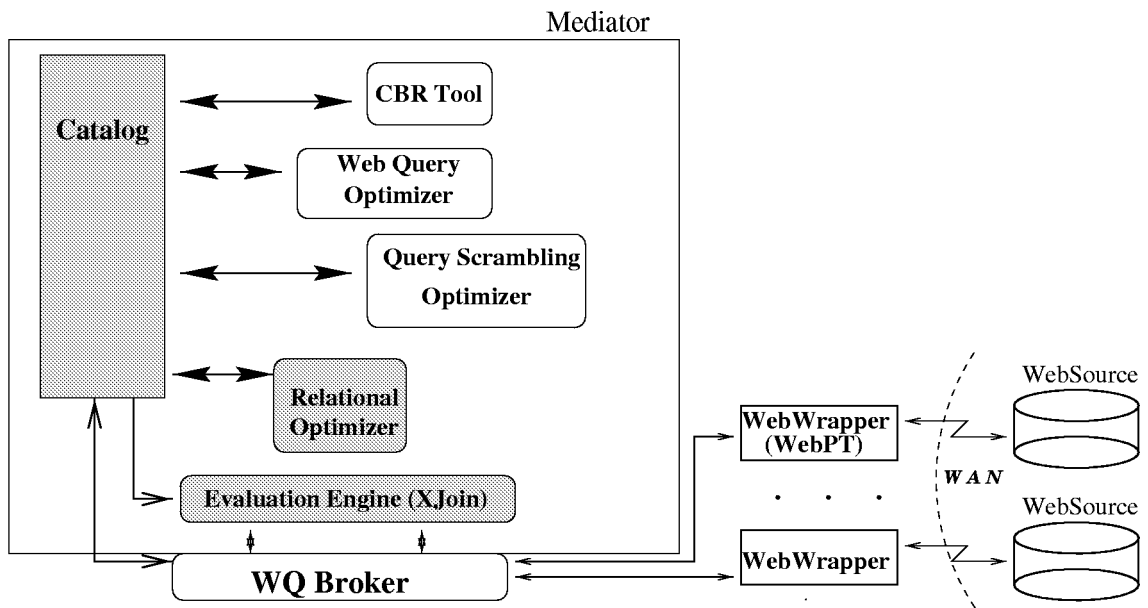 Mediator
Catalog
CBR Tool
Web Query
Optimizer
Query Scrambling
Optimizer
Relational
Optimizer
Evaluation Engine (XJoin)
WQ Broker
WebWrapper
(WebPT)
. . .
WebWrapper
WAN
WebSource
WebSource